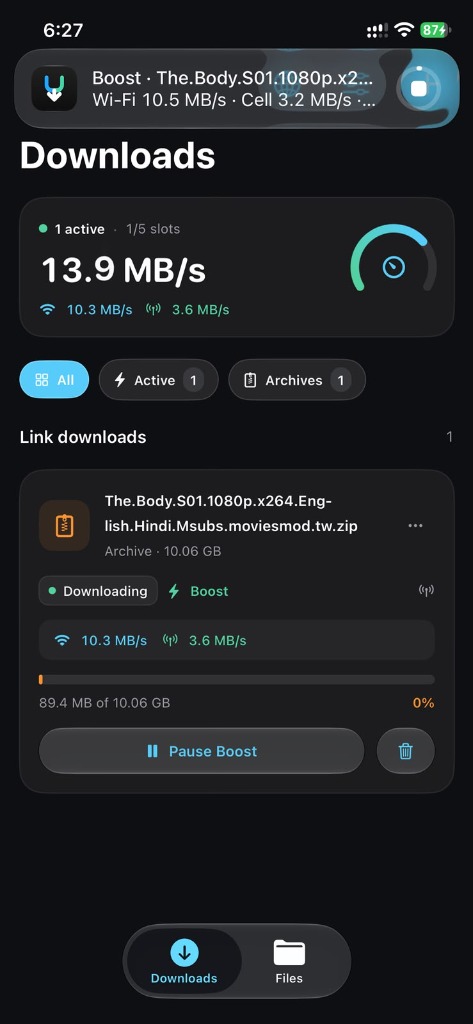 6:27
87
Boost · The.Body.S01.1080p.x2...
Wi-Fi 10.5 MB/s · Cell 3.2 MB/s ·...
Downloads
1 active · 1/5 slots
13.9 MB/s
10.3 MB/s 3.6 MB/s
All Active 1 Archives 1
Link downloads 1
The.Body.S01.1080p.x264.Eng-
lish.Hindi.Msubs.moviesmod.tw.zip
Archive · 10.06 GB
Downloading Boost
10.3 MB/s 3.6 MB/s
89.4 MB of 10.06 GB 0%
Pause Boost
Downloads Files